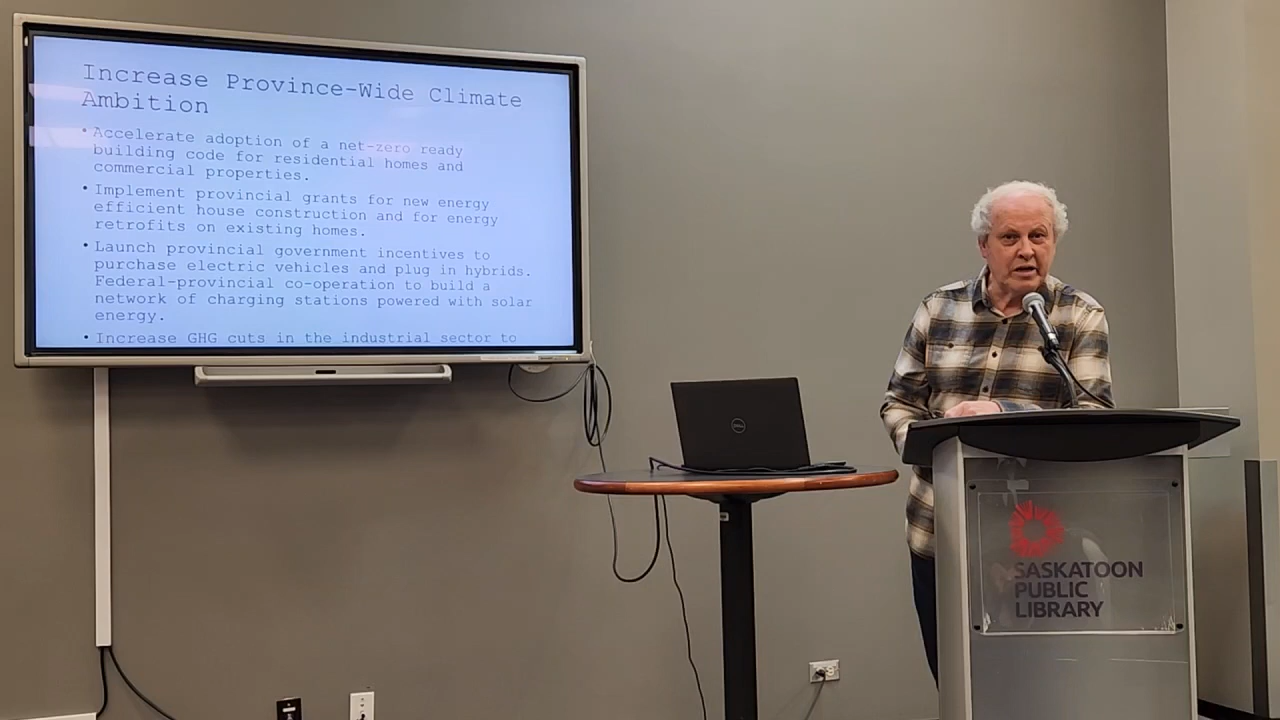 Increase Province-Wide Climate
Ambition
• Accelerate adoption of a net-zero ready
building code for residential homes and
commercial properties.
• Implement provincial grants for new energy
efficient house construction and for energy
retrofits on existing homes.
• Launch provincial government incentives to
purchase electric vehicles and plug in hybrids.
Federal-provincial co-operation to build a
network of charging stations powered with solar
energy.
• Increase GHG cuts in the industrial sector to
DELL
SASKATOON
PUBLIC
LIBRARY